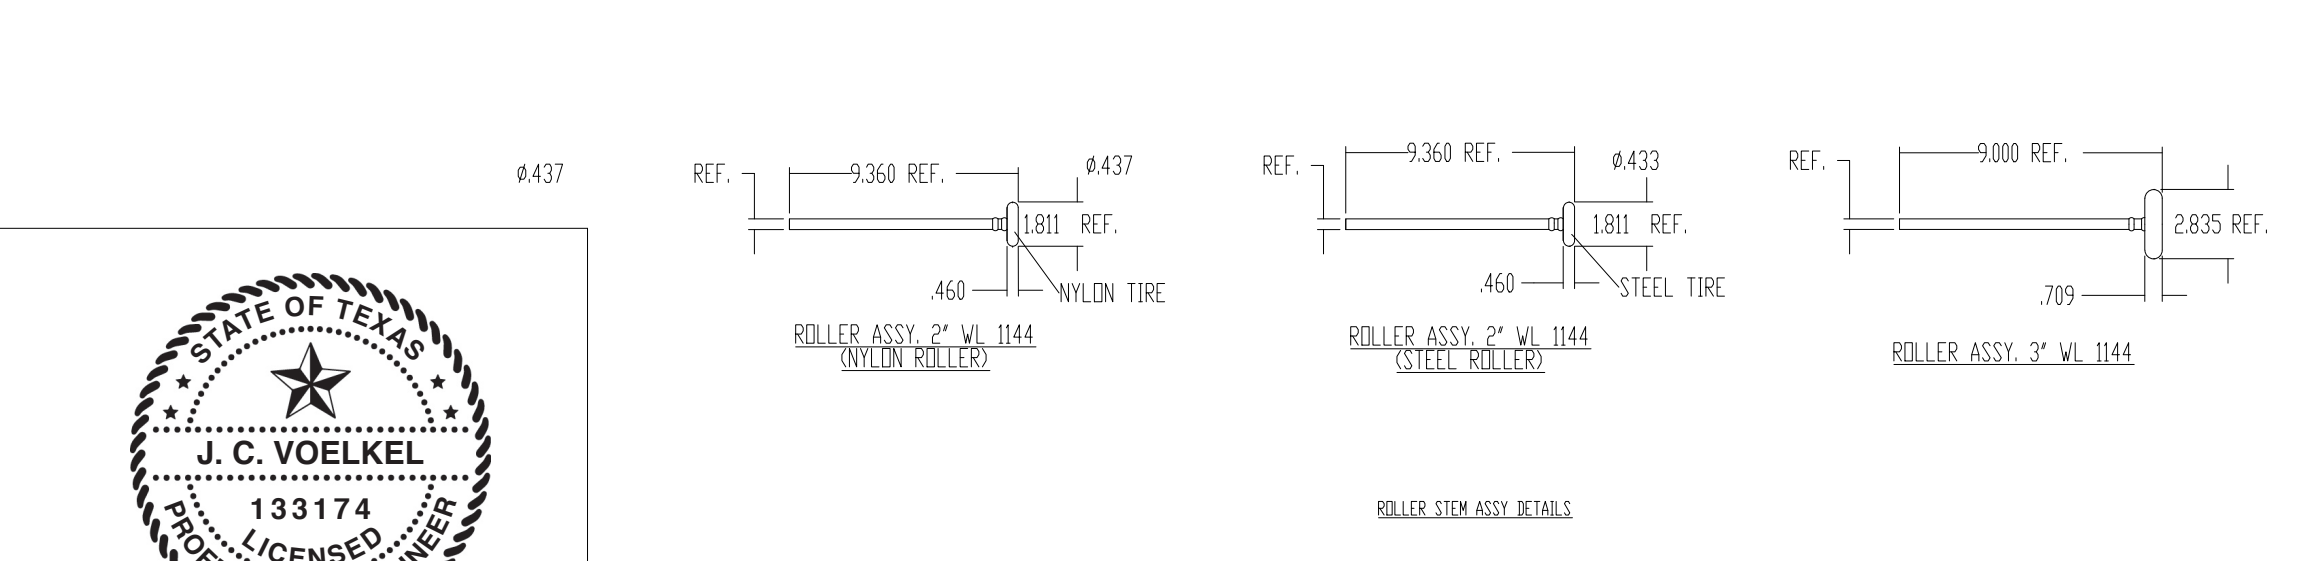 Ø.437
REF.
9.360 REF.
Ø.437
1.811 REF.
.460
NYLON TIRE
ROLLER ASSY. 2" WL 1144
(NYLON ROLLER)
REF.
9.360 REF.
Ø.433
1.811 REF.
.460
STEEL TIRE
ROLLER ASSY. 2" WL 1144
(STEEL ROLLER)
REF.
9.000 REF.
2.835 REF.
.709
ROLLER ASSY. 3" WL 1144
ROLLER STEM ASSY DETAILS
STATE OF TEXAS
J. C. VOELKEL
133174
LICENSED